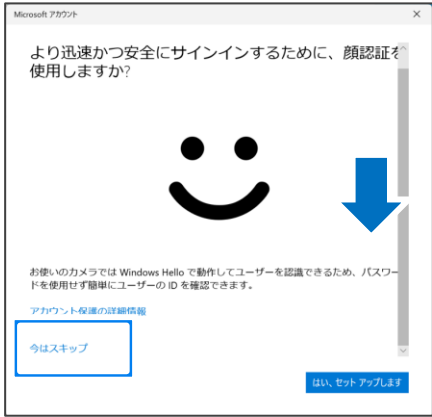 Microsoft アカウント
より迅速かつ安全にサインインするために、顔認証を
使用しますか?
お使いのカメラでは Windows Hello で動作してユーザーを認識できるため、パスワー
ドを使用せず簡単にユーザーの ID を確認できます。
アカウント保護の詳細情報
今はスキップ
はい、セット アップします